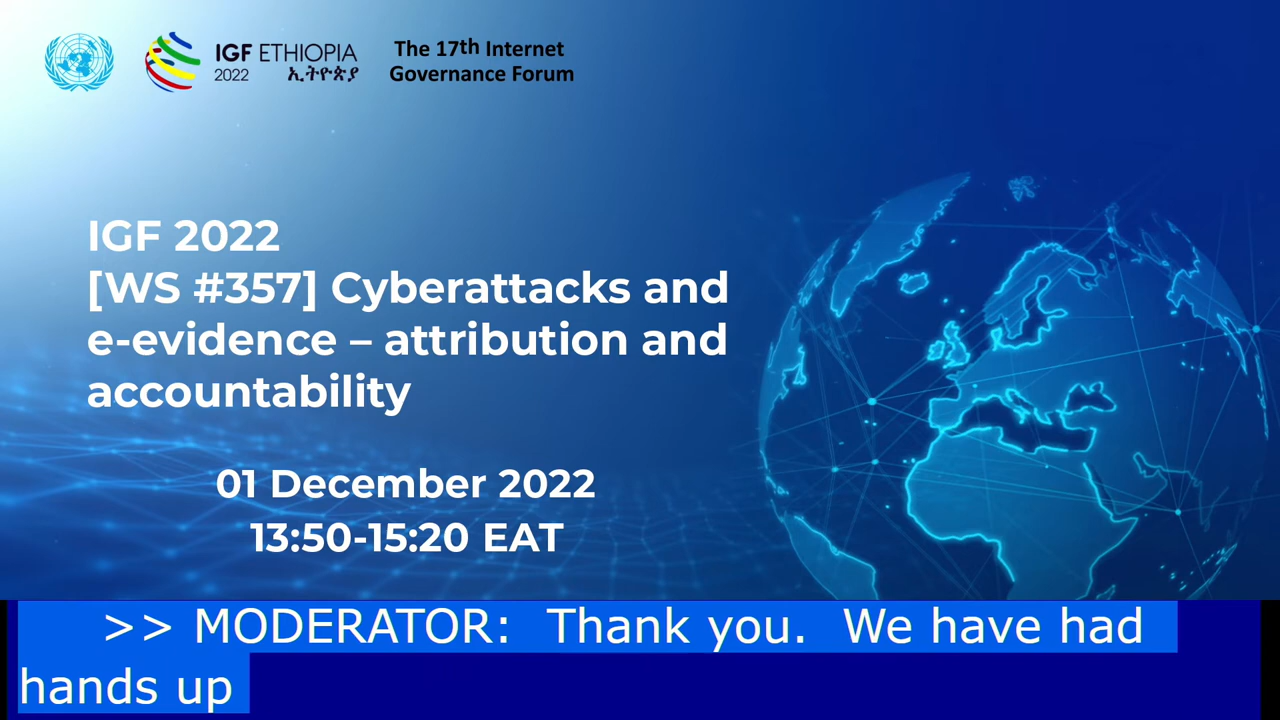 IGF ETHIOPIA
2022 ኢትዮጵያ
The 17th Internet
Governance Forum
IGF 2022
[WS #357] Cyberattacks and
e-evidence – attribution and
accountability
01 December 2022
13:50-15:20 EAT
>> MODERATOR:  Thank you.  We have had
hands up